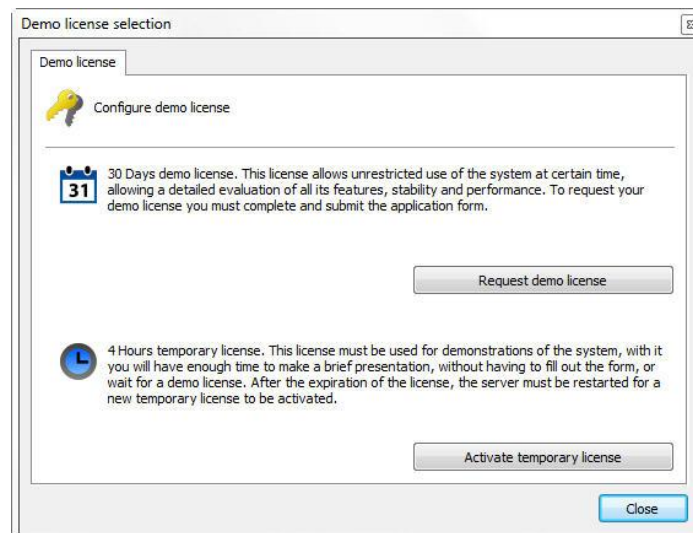 Demo license selection
Demo license
Configure demo license
31
30 Days demo license. This license allows unrestricted use of the system at certain time,
allowing a detailed evaluation of all its features, stability and performance. To request your
demo license you must complete and submit the application form.
Request demo license
4 Hours temporary license. This license must be used for demonstrations of the system, with it
you will have enough time to make a brief presentation, without having to fill out the form, or
wait for a demo license. After the expiration of the license, the server must be restarted for a
new temporary license to be activated.
Activate temporary license
Close